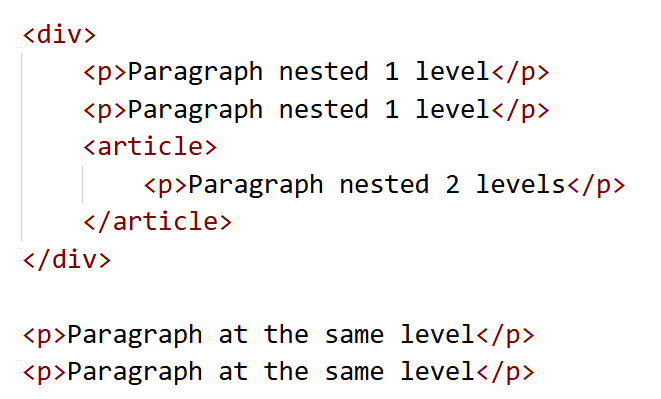 <div>
    <p>Paragraph nested 1 level</p>
    <p>Paragraph nested 1 level</p>
    <article>
        <p>Paragraph nested 2 levels</p>
    </article>
</div>

<p>Paragraph at the same level</p>
<p>Paragraph at the same level</p>